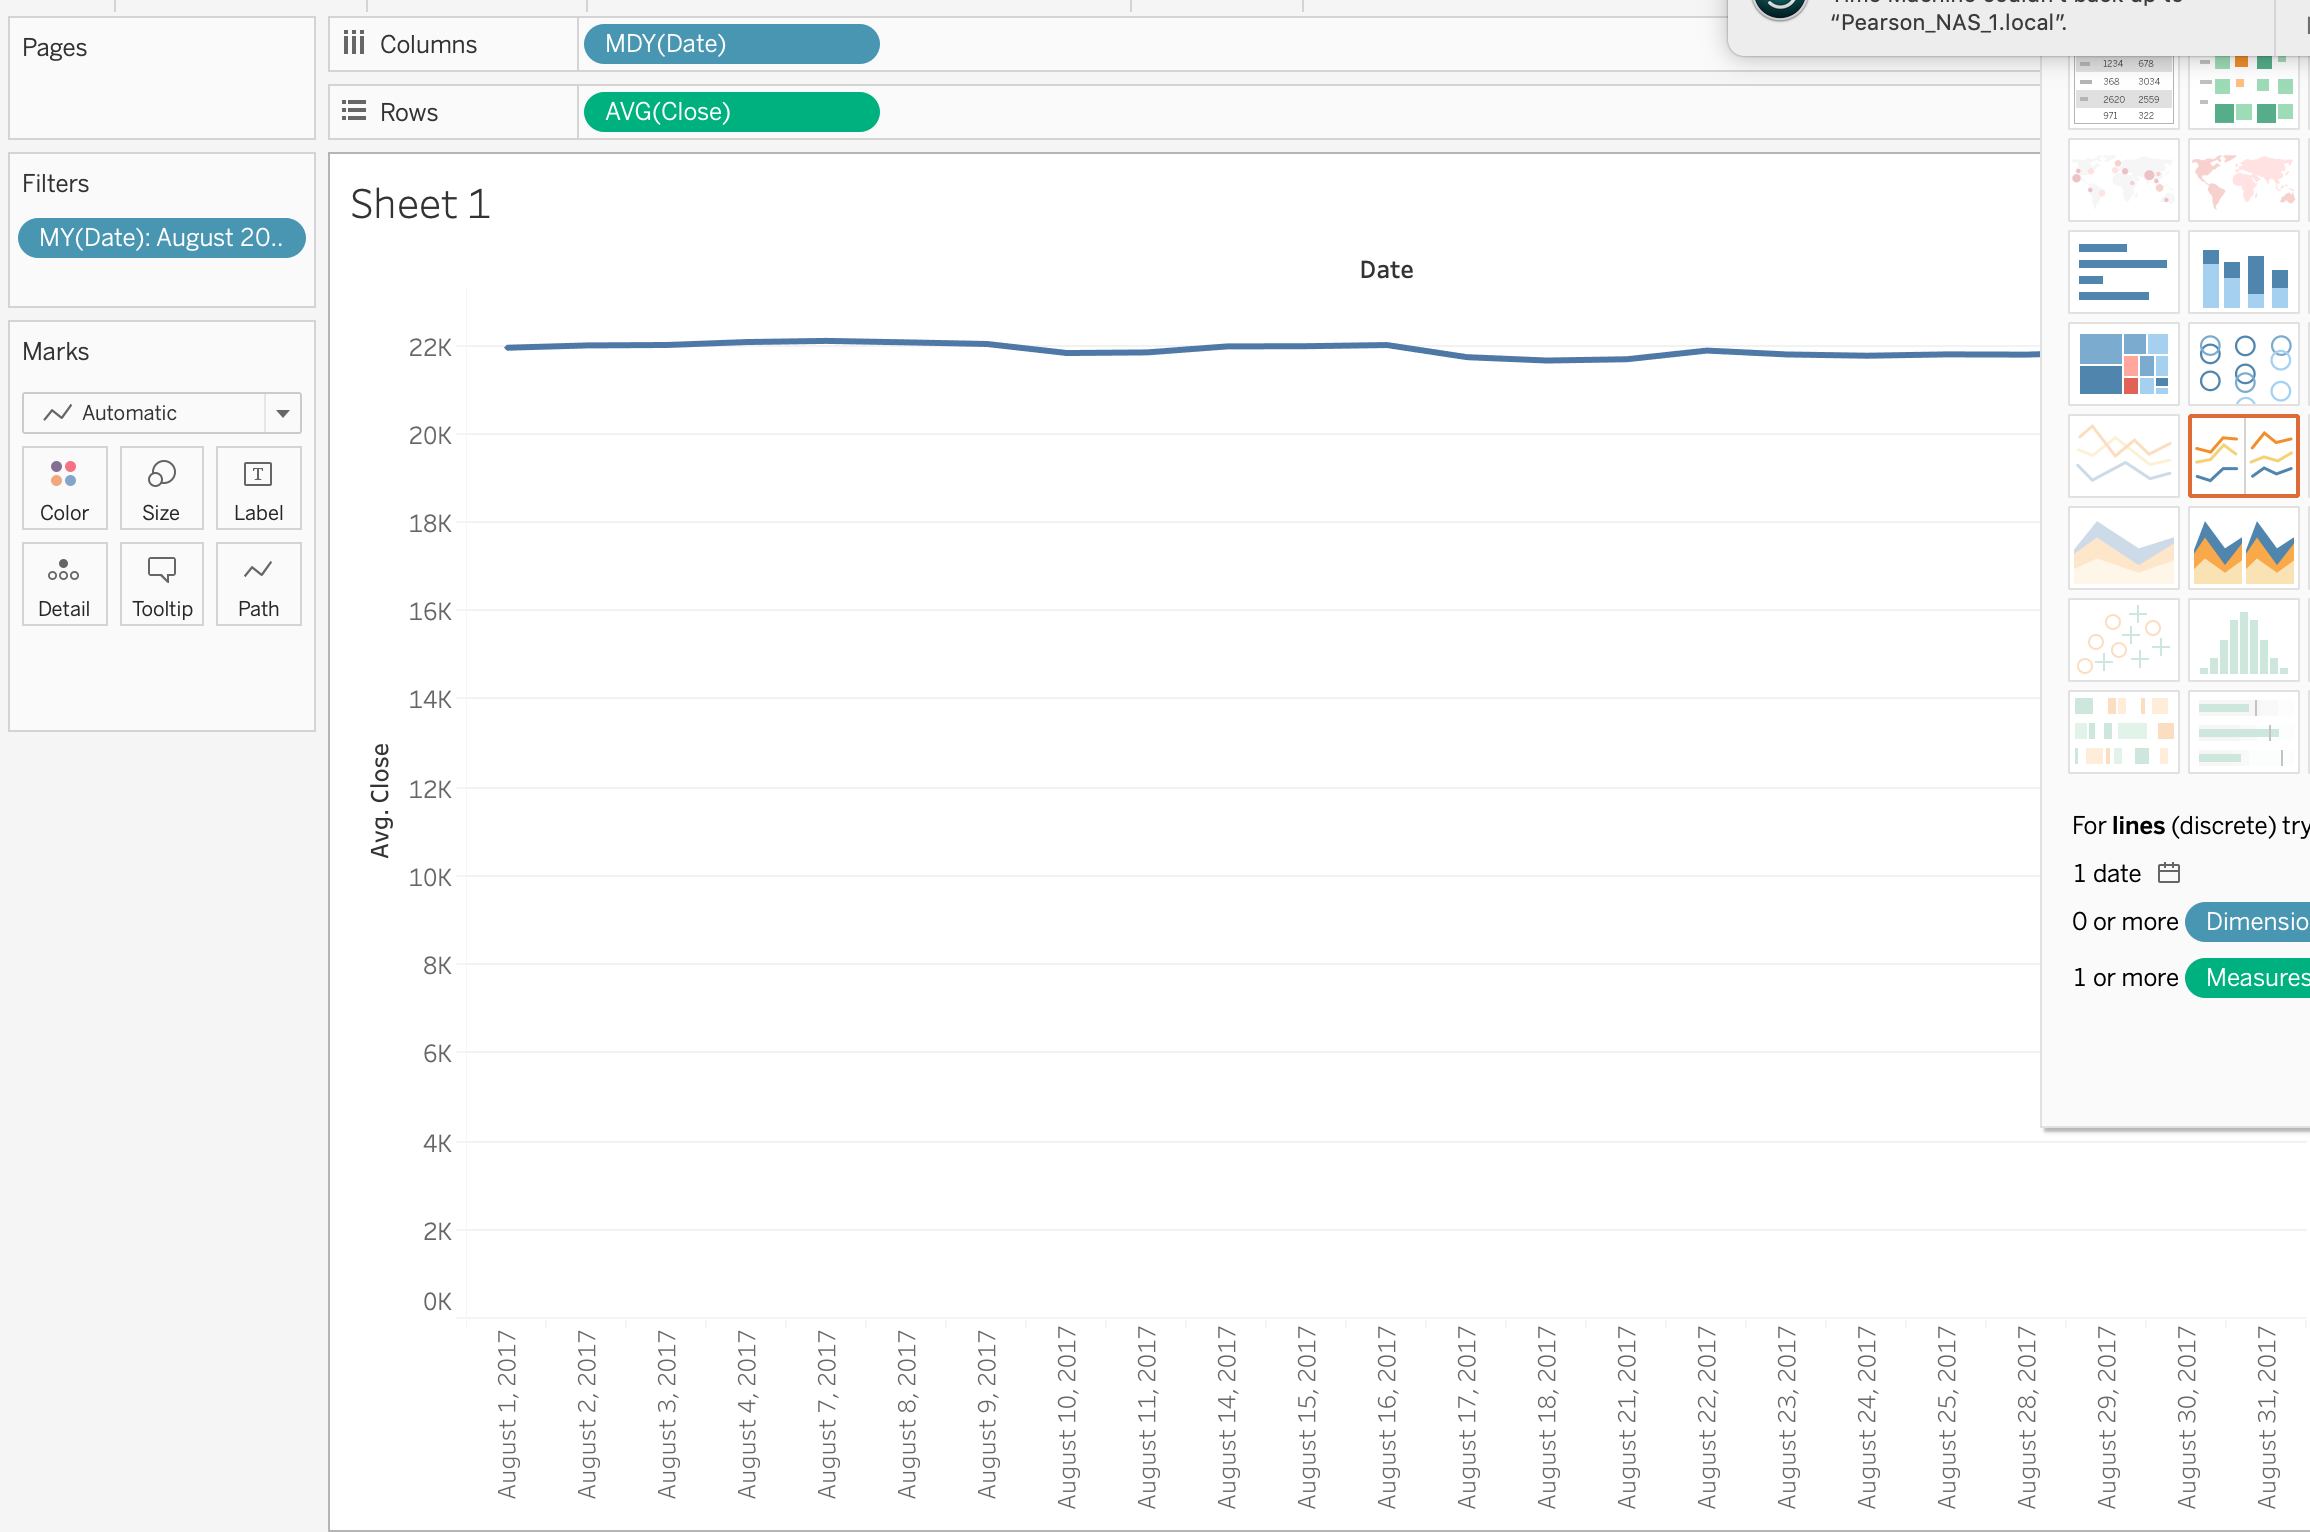 “Pearson_NAS_1.local”.
Pages
Columns
MDY(Date)
Rows
AVG(Close)
Filters
MY(Date): August 20..
Marks
Automatic
Color
Size
Label
Detail
Tooltip
Path
Sheet 1
Date
Avg. Close
22K
20K
18K
16K
14K
12K
10K
8K
6K
4K
2K
0K
August 1, 2017
August 2, 2017
August 3, 2017
August 4, 2017
August 7, 2017
August 8, 2017
August 9, 2017
August 10, 2017
August 11, 2017
August 14, 2017
August 15, 2017
August 16, 2017
August 17, 2017
August 18, 2017
August 21, 2017
August 22, 2017
August 23, 2017
August 24, 2017
August 25, 2017
August 28, 2017
August 29, 2017
August 30, 2017
August 31, 2017
1234 678
368 3034
2620 2559
971 322
For lines (discrete) try
1 date
0 or more Dimensio
1 or more Measures